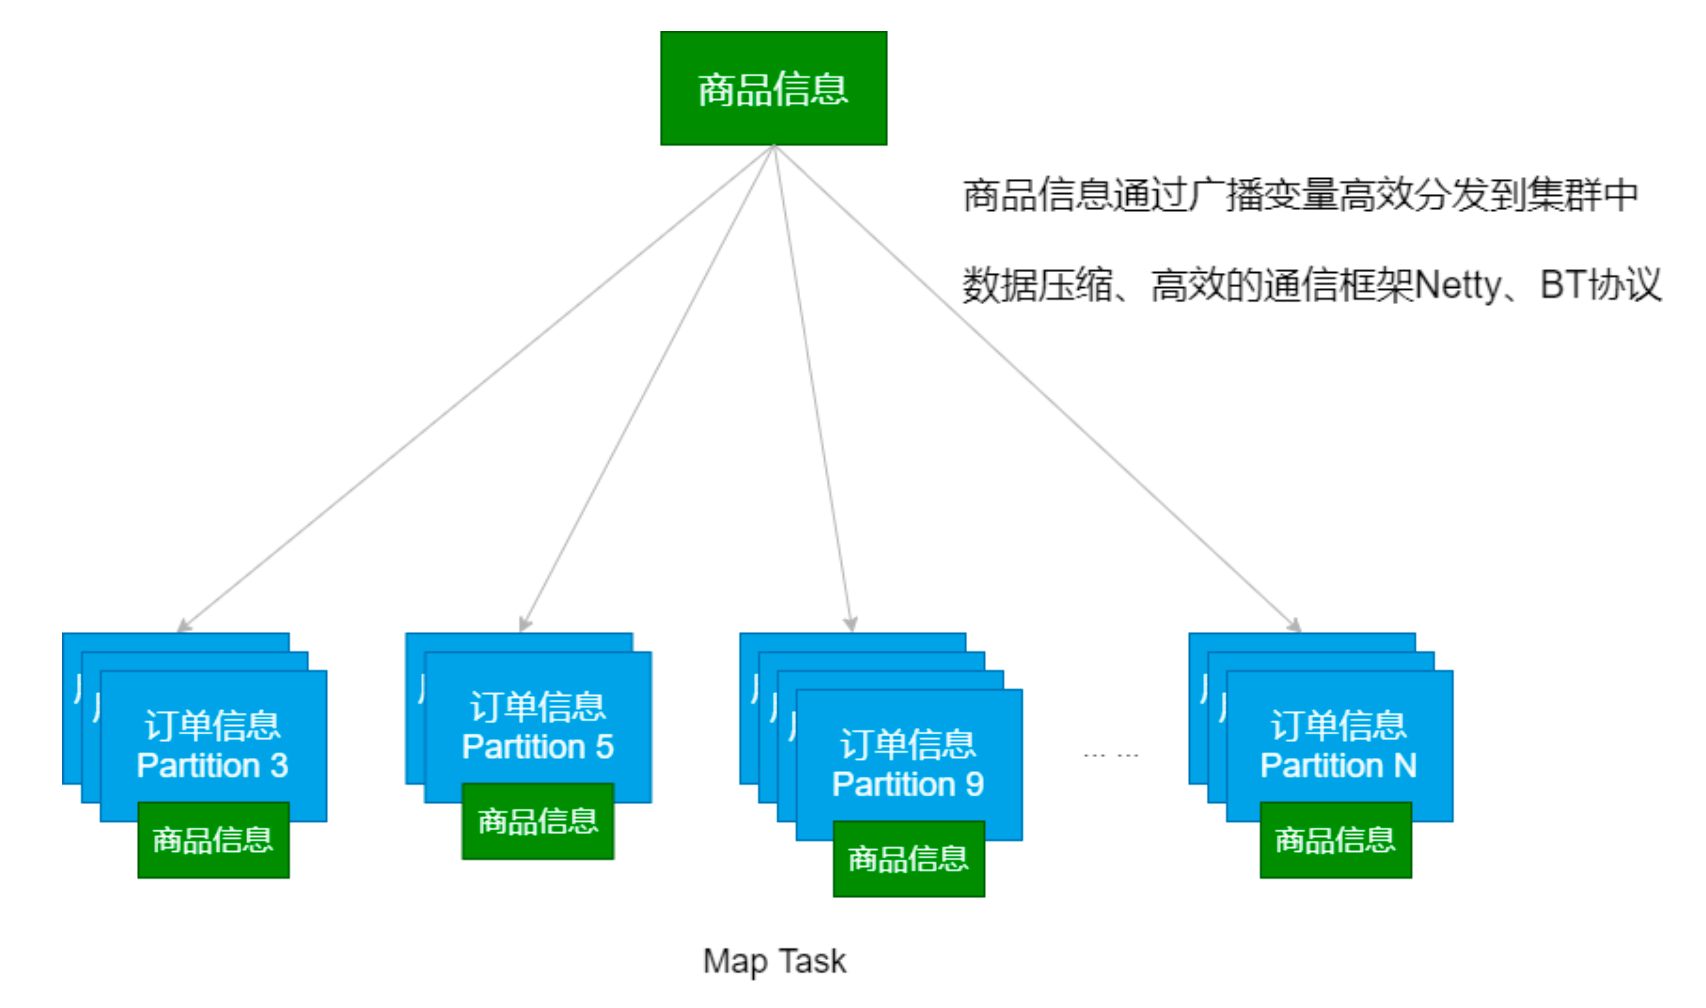 商品信息
商品信息通过广播变量高效分发到集群中
数据压缩、高效的通信框架Netty、BT协议
订单信息
Partition 3
商品信息
订单信息
Partition 5
商品信息
订单信息
Partition 9
商品信息
... ...
订单信息
Partition N
商品信息
Map Task